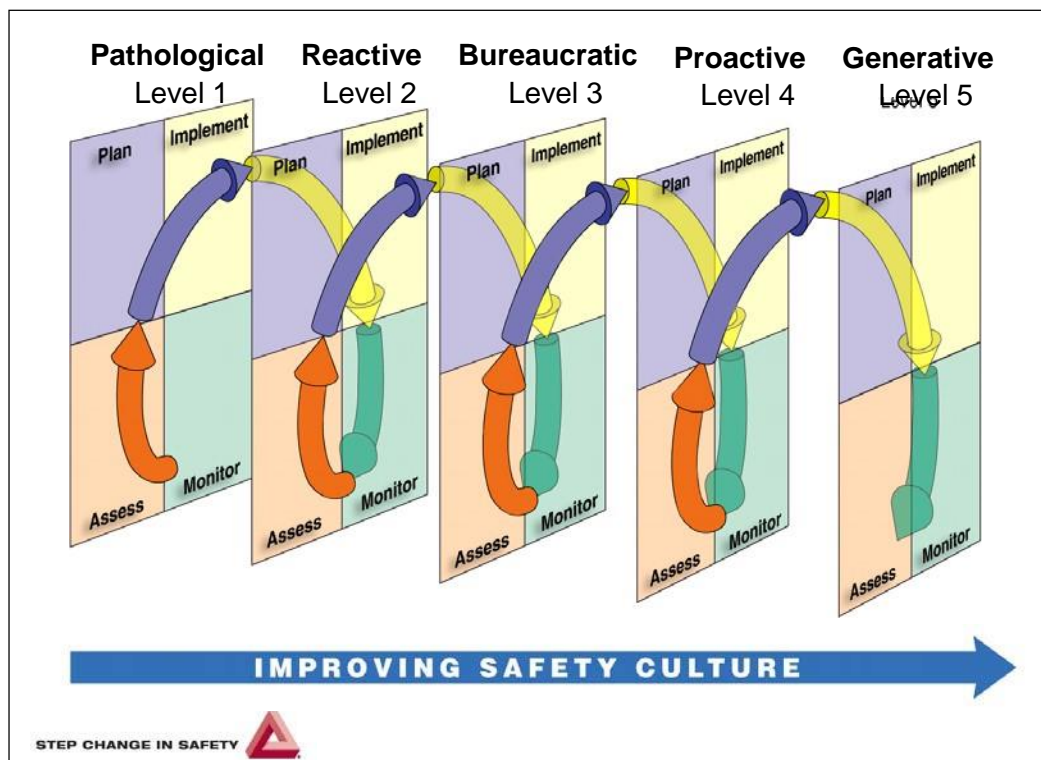 Pathological
Level 1
Reactive
Level 2
Bureaucratic
Level 3
Proactive
Level 4
Generative
Level 5
Plan
Implement
Assess
Monitor
Plan
Implement
Assess
Monitor
Plan
Implement
Assess
Monitor
Plan
Implement
Assess
Monitor
Plan
Implement
Assess
Monitor
IMPROVING SAFETY CULTURE
STEP CHANGE IN SAFETY